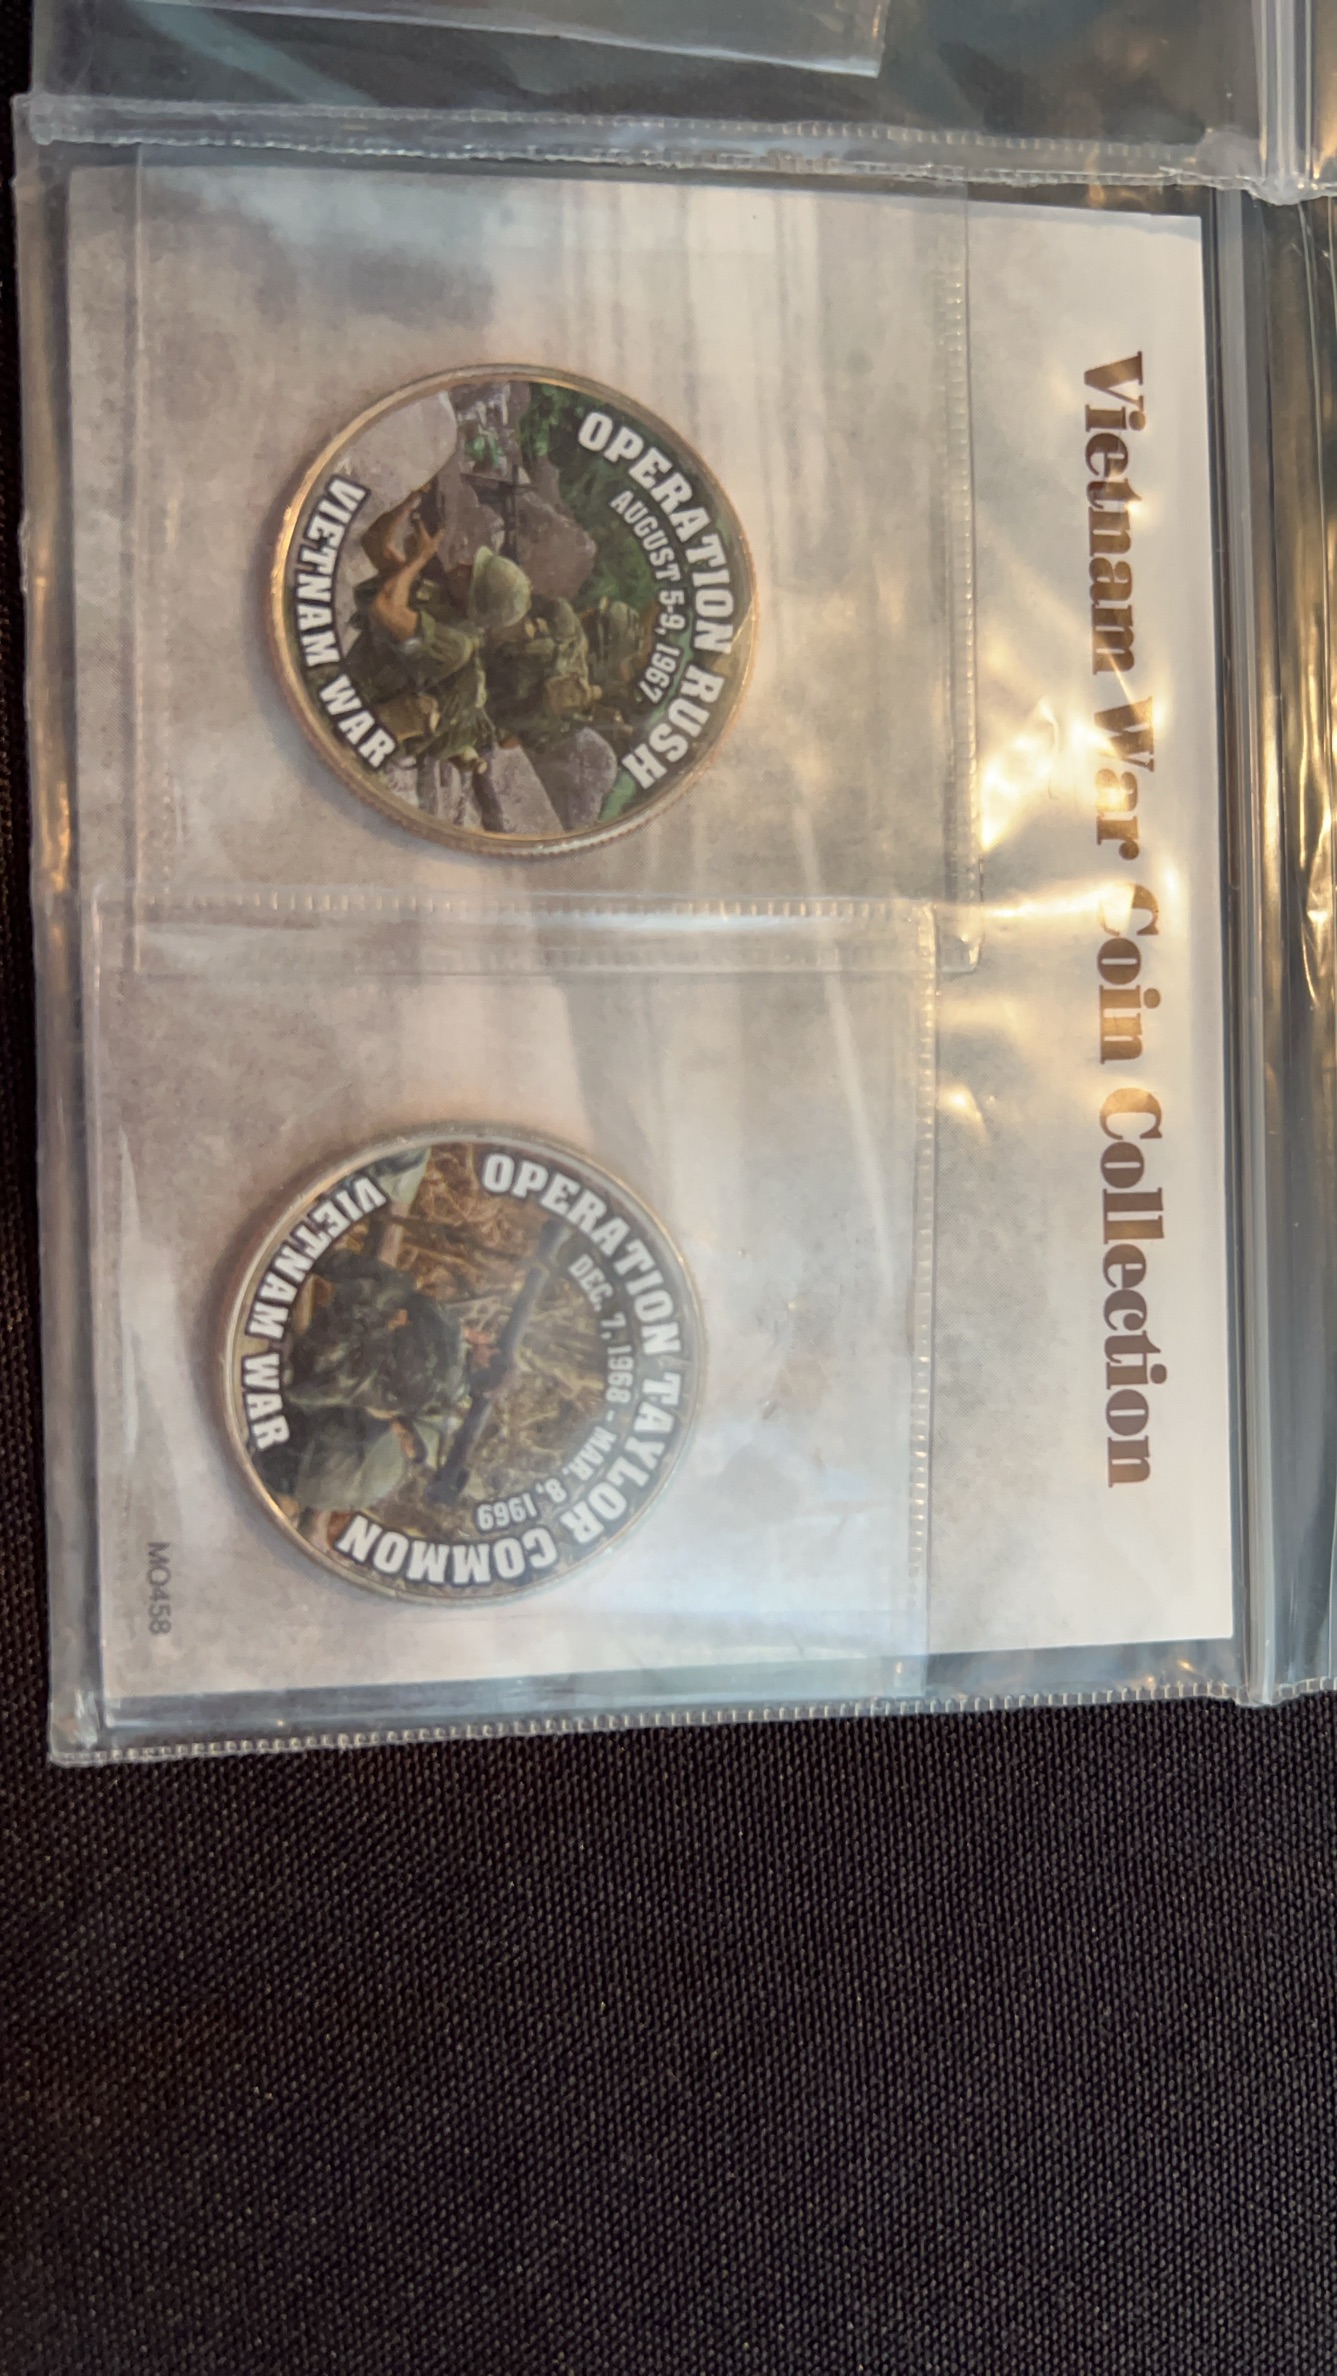 Vietnam War Coin Collection
OPERATION RUSH
AUGUST 5-9, 1967
VIETNAM WAR
OPERATION TAYLOR COMMON
DEC. 7, 1968 - MAR. 8, 1969
VIETNAM WAR
MO458